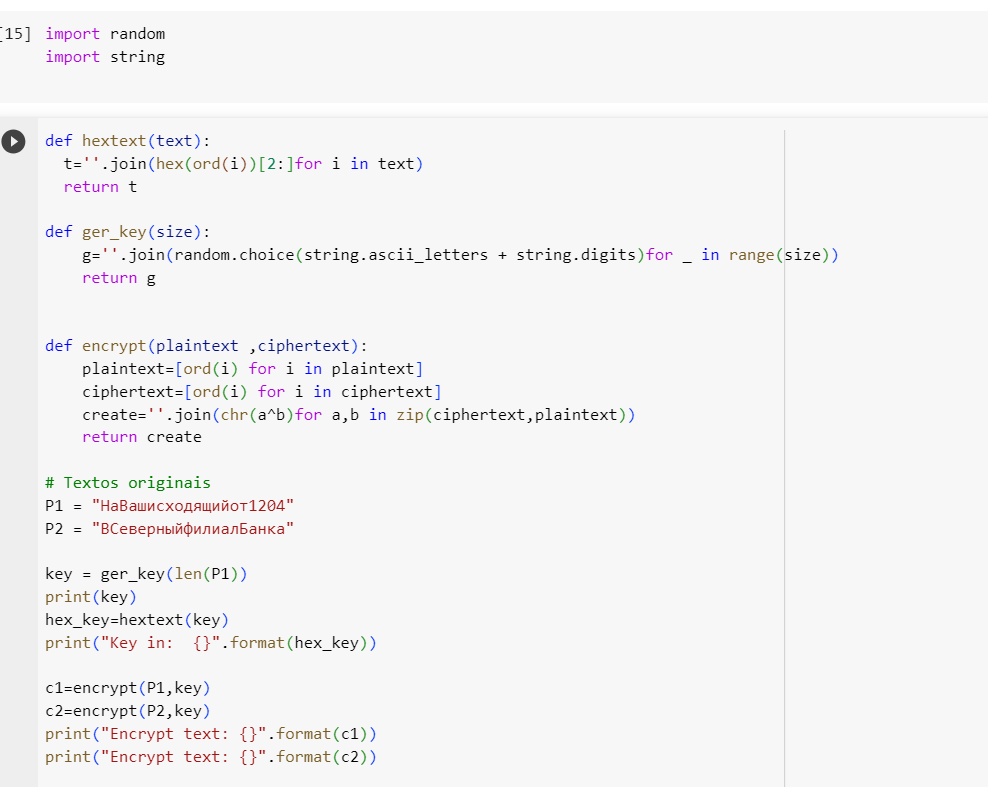 [15] import random
import string
def hextext(text):
  t=''.join(hex(ord(i))[2:]for i in text)
  return t
def ger_key(size):
    g=''.join(random.choice(string.ascii_letters + string.digits)for _ in range(size))
    return g
def encrypt(plaintext ,ciphertext):
    plaintext=[ord(i) for i in plaintext]
    ciphertext=[ord(i) for i in ciphertext]
    create=''.join(chr(a^b)for a,b in zip(ciphertext,plaintext))
    return create
# Textos originais
P1 = "НаВашисходящийот1204"
P2 = "ВСеверныйфилиалБанка"
key = ger_key(len(P1))
print(key)
hex_key=hextext(key)
print("Key in:  {}".format(hex_key))
c1=encrypt(P1,key)
c2=encrypt(P2,key)
print("Encrypt text: {}".format(c1))
print("Encrypt text: {}".format(c2))